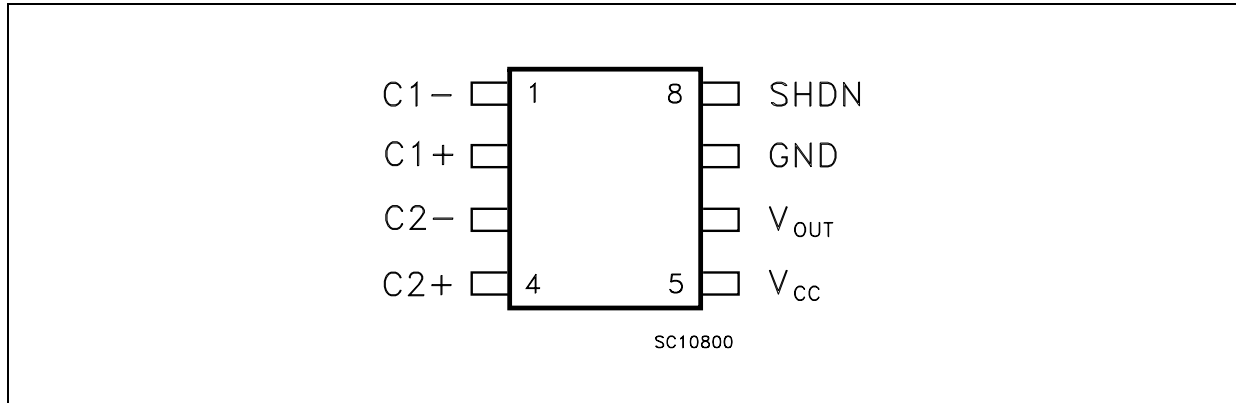 C1− 1 8 SHDN
C1+ GND
C2− VOUT
C2+ 4 5 VCC
SC10800